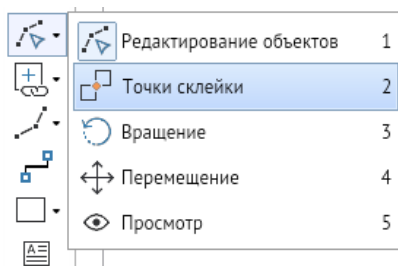 Редактирование объектов 1
Точки склейки 2
Вращение 3
Перемещение 4
Просмотр 5